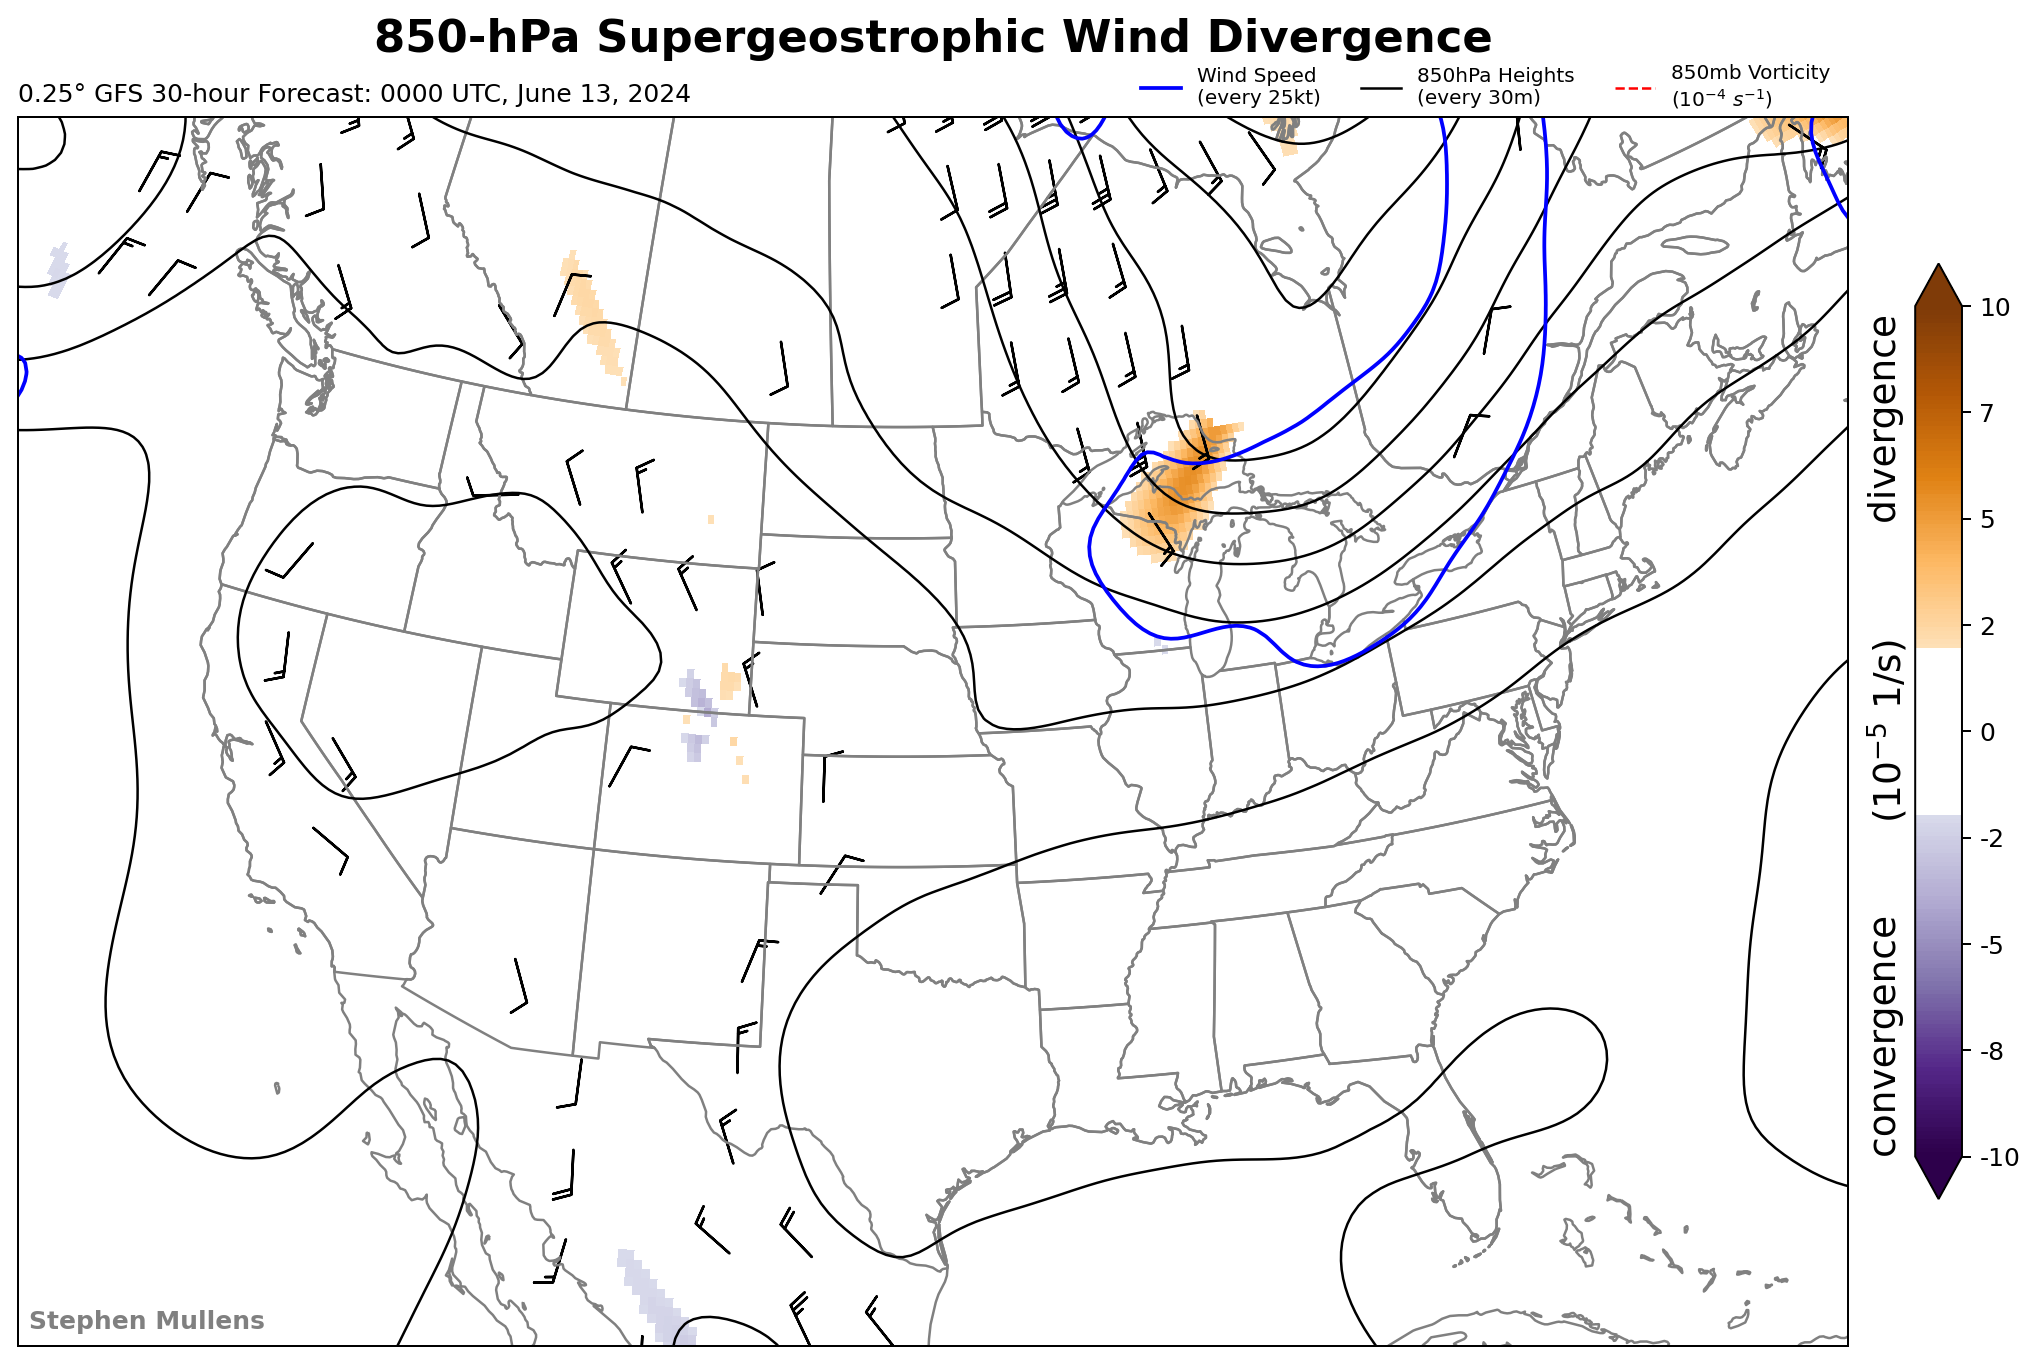 850-hPa Supergeostrophic Wind Divergence
0.25° GFS 30-hour Forecast: 0000 UTC, June 13, 2024
Wind Speed
(every 25kt)
850hPa Heights
(every 30m)
850mb Vorticity
(10⁻⁴ s⁻¹)
10
7
5
2
0
-2
-5
-8
-10
convergence (10⁻⁵ 1/s) divergence
Stephen Mullens